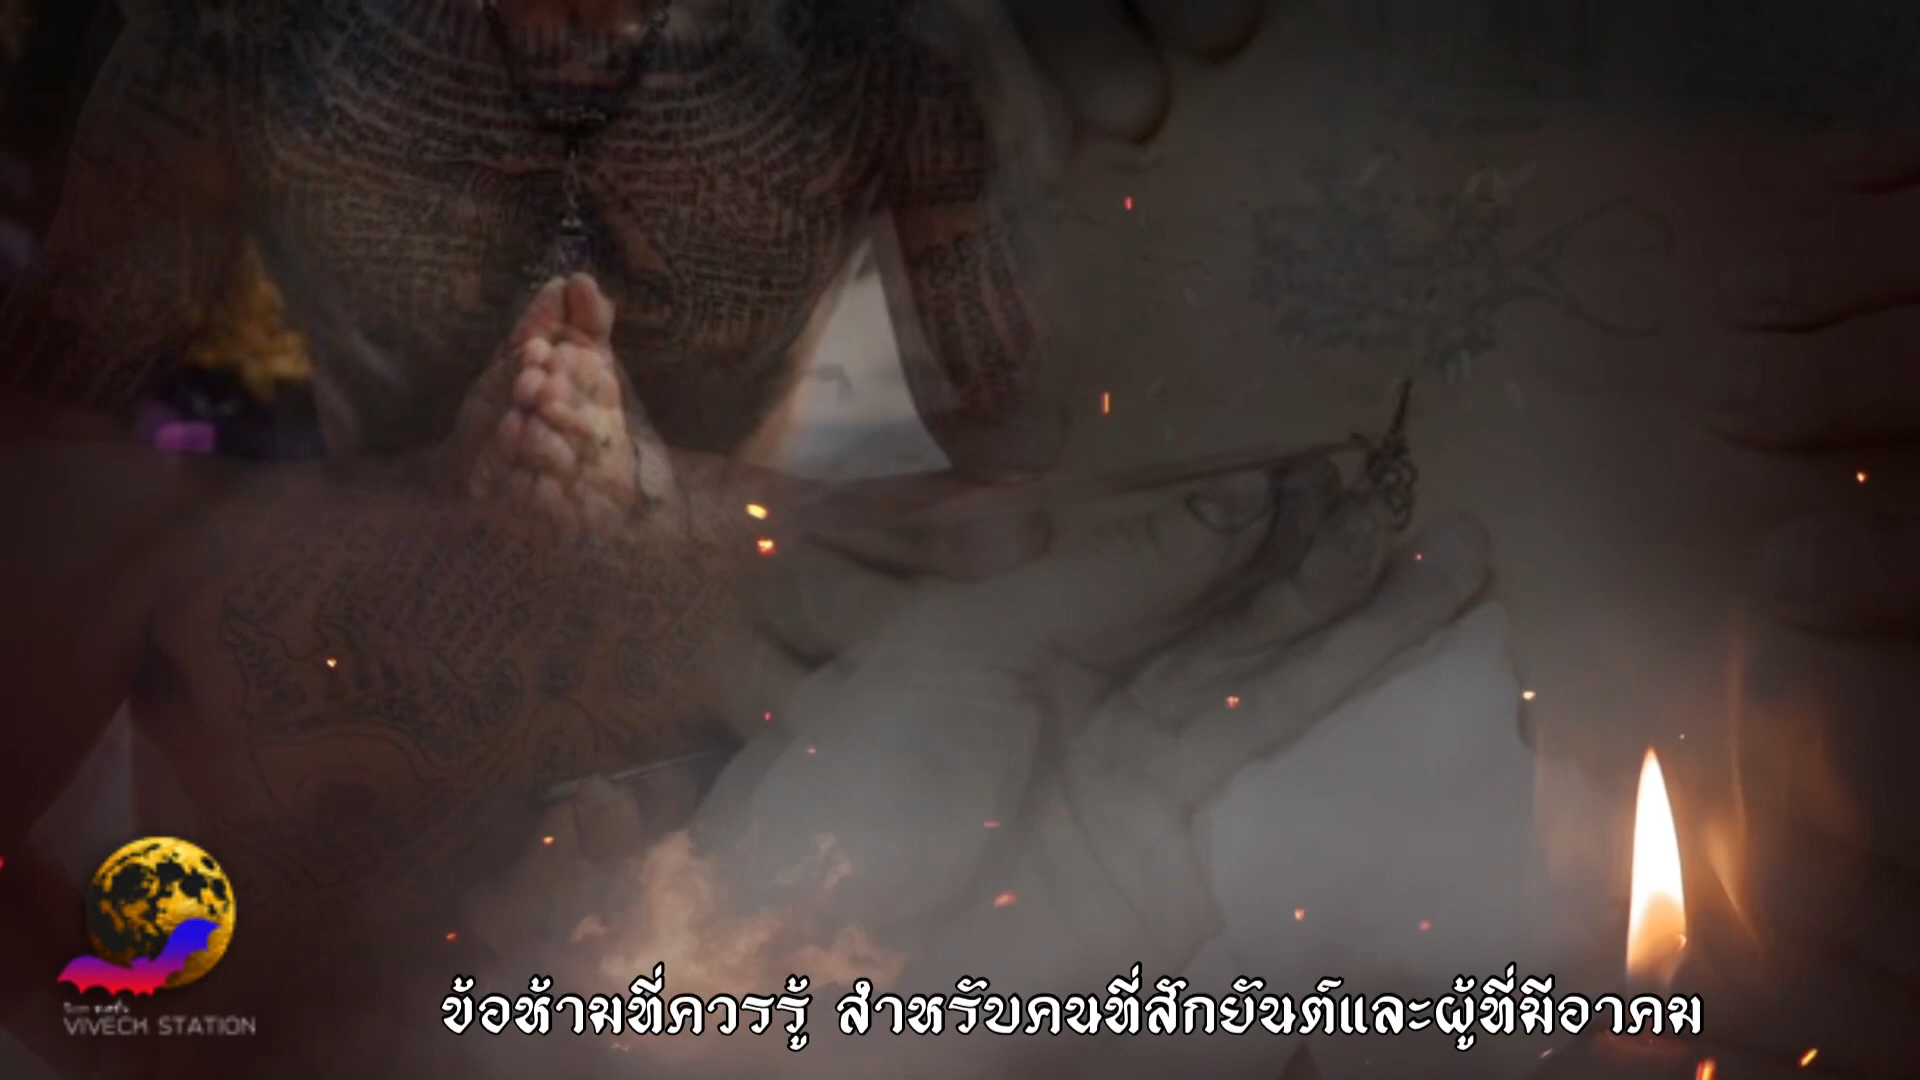 ข้อห้ามที่ควรรู้ สำหรับคนที่สักยันต์และผู้ที่มีอาคม
VIVECH STATION